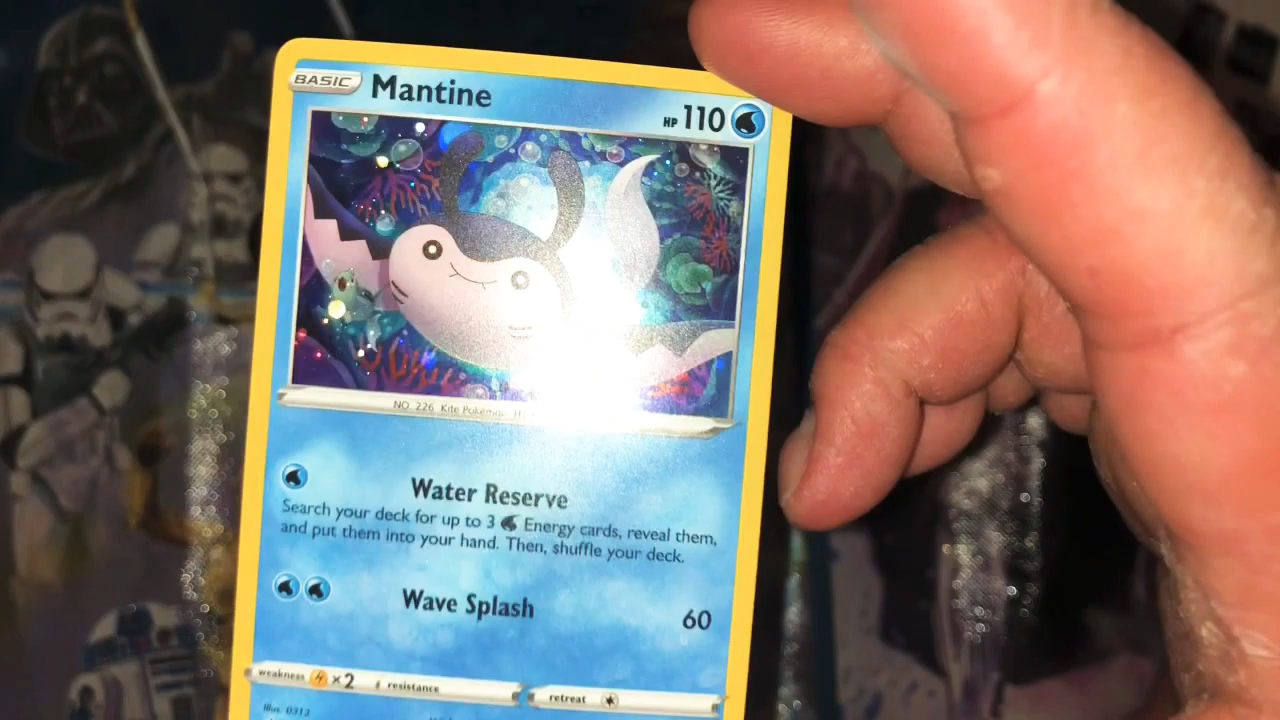 BASIC Mantine HP 110
NO. 226 Kite Pokémon
Water Reserve
Search your deck for up to 3 Energy cards, reveal them,
and put them into your hand. Then, shuffle your deck.
Wave Splash 60
weakness ×2 resistance retreat
Illus. 0313